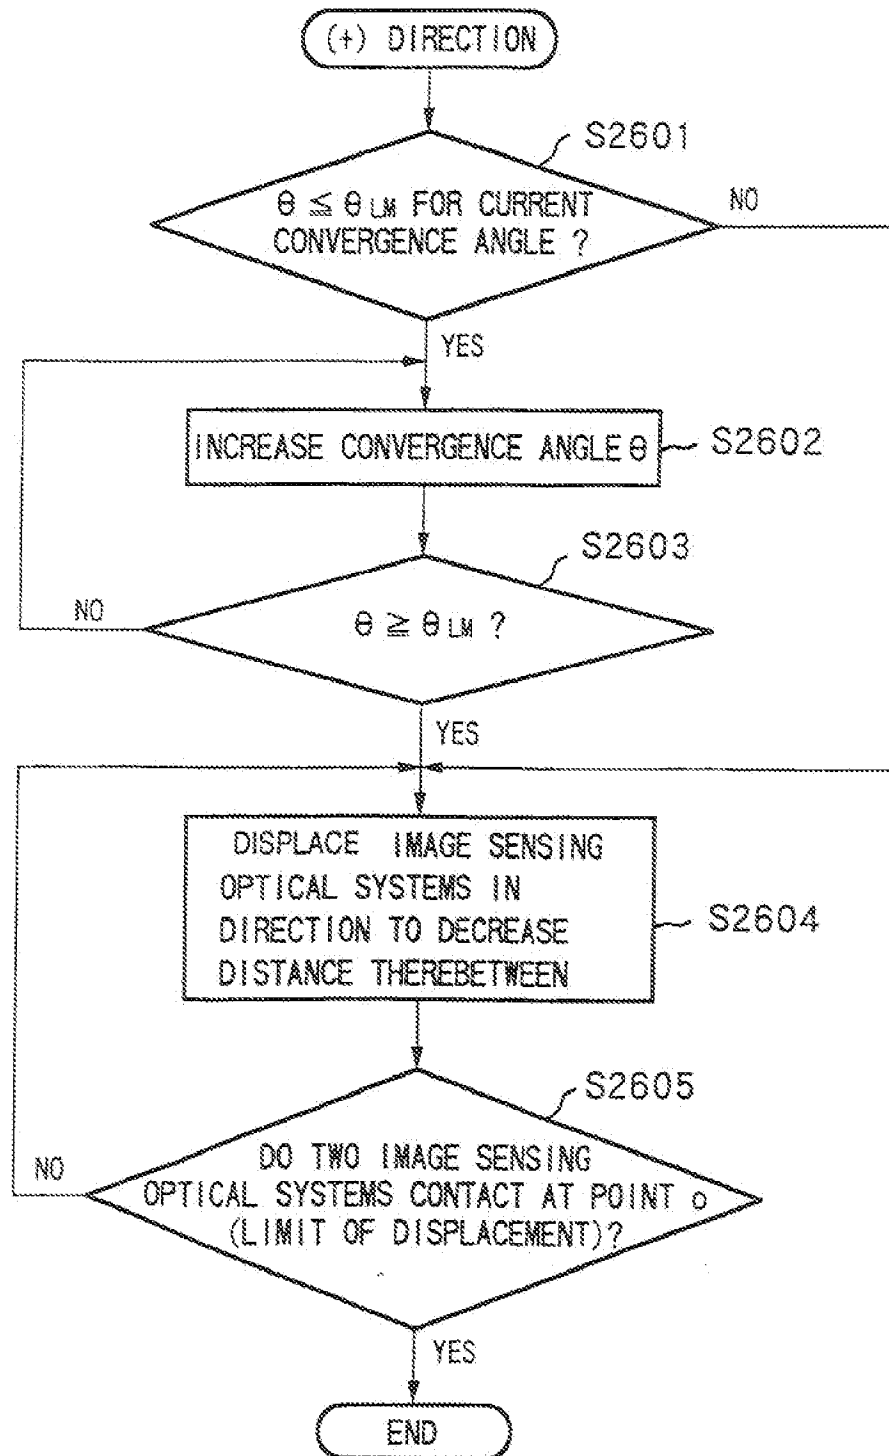 (+) DIRECTION
S2601
θ ≦ θLM FOR CURRENT
CONVERGENCE ANGLE ?
NO
YES
INCREASE CONVERGENCE ANGLE θ
S2602
S2603
θ ≧ θLM ?
NO
YES
DISPLACE IMAGE SENSING
OPTICAL SYSTEMS IN
DIRECTION TO DECREASE
DISTANCE THEREBETWEEN
S2604
S2605
DO TWO IMAGE SENSING
OPTICAL SYSTEMS CONTACT AT POINT o
(LIMIT OF DISPLACEMENT)?
NO
YES
END